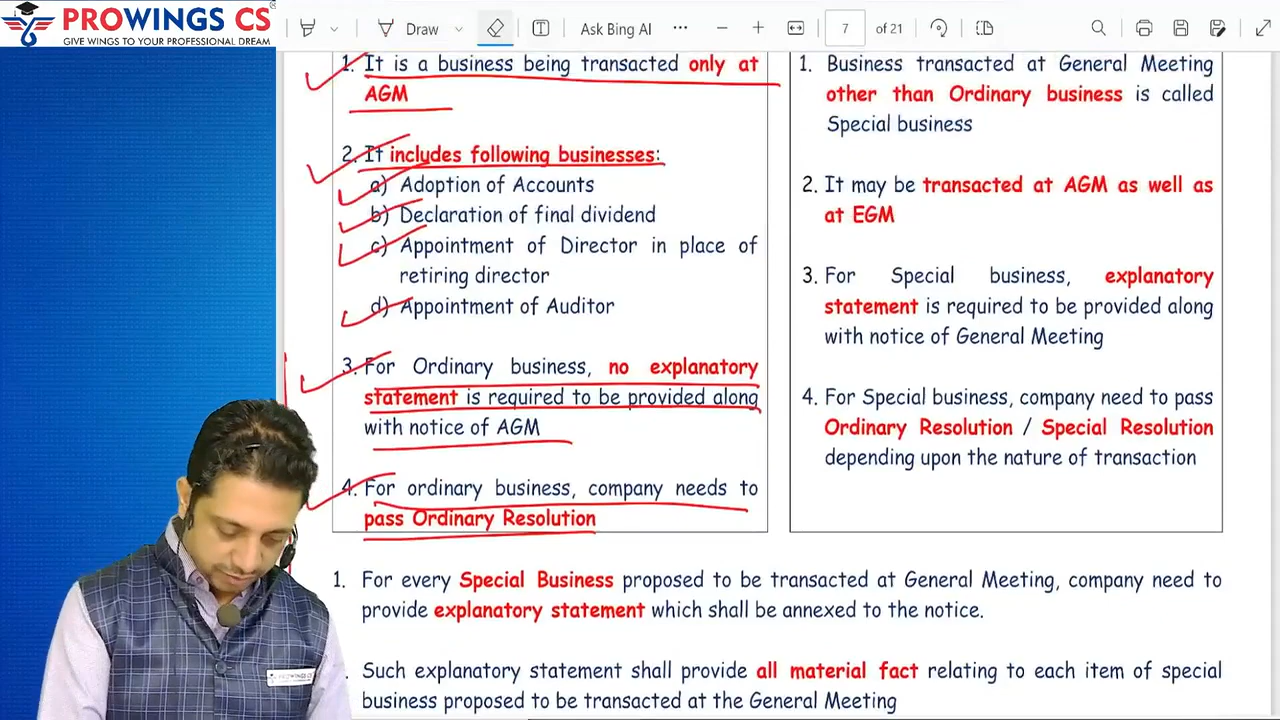 PROWINGS CS
GIVE WINGS TO YOUR PROFESSIONAL DREAM
Draw
Ask Bing AI
7
of 21
1. It is a business being transacted only at
AGM
2. It includes following businesses:
a) Adoption of Accounts
b) Declaration of final dividend
c) Appointment of Director in place of
retiring director
d) Appointment of Auditor
3. For Ordinary business, no explanatory
statement is required to be provided along
with notice of AGM
4. For ordinary business, company needs to
pass Ordinary Resolution
1. Business transacted at General Meeting
other than Ordinary business is called
Special business
2. It may be transacted at AGM as well as
at EGM
3. For Special business, explanatory
statement is required to be provided along
with notice of General Meeting
4. For Special business, company need to pass
Ordinary Resolution / Special Resolution
depending upon the nature of transaction
1. For every Special Business proposed to be transacted at General Meeting, company need to
provide explanatory statement which shall be annexed to the notice.
Such explanatory statement shall provide all material fact relating to each item of special
business proposed to be transacted at the General Meeting
PROWINGS CS